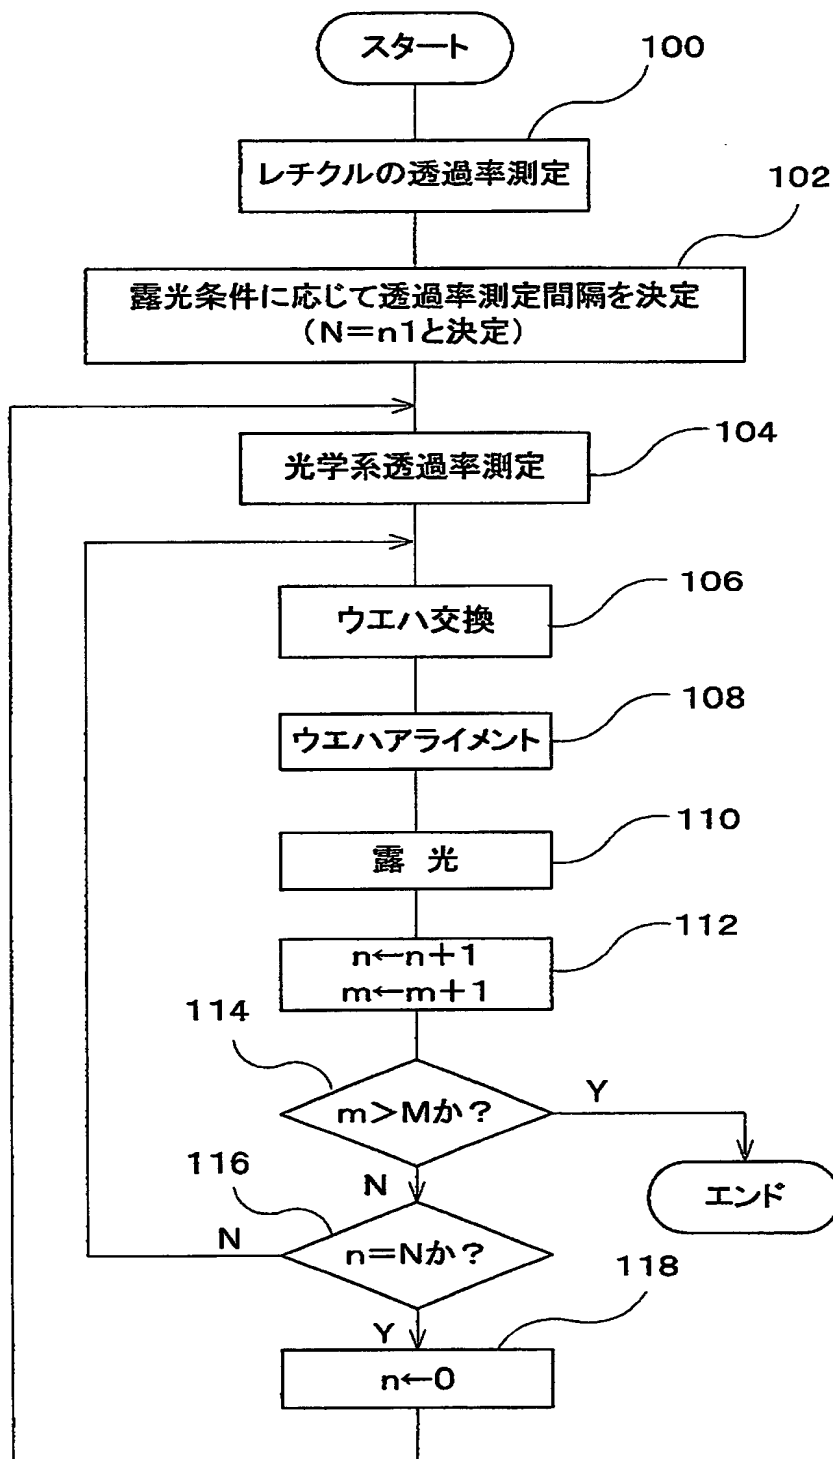 スタート
100
レチクルの透過率測定
102
露光条件に応じて透過率測定間隔を決定
(N=n1と決定)
104
光学系透過率測定
106
ウエハ交換
108
ウエハアライメント
110
露 光
112
n←n+1
m←m+1
114
m>Mか?
Y
エンド
N
116
n=Nか?
N
Y
118
n←0